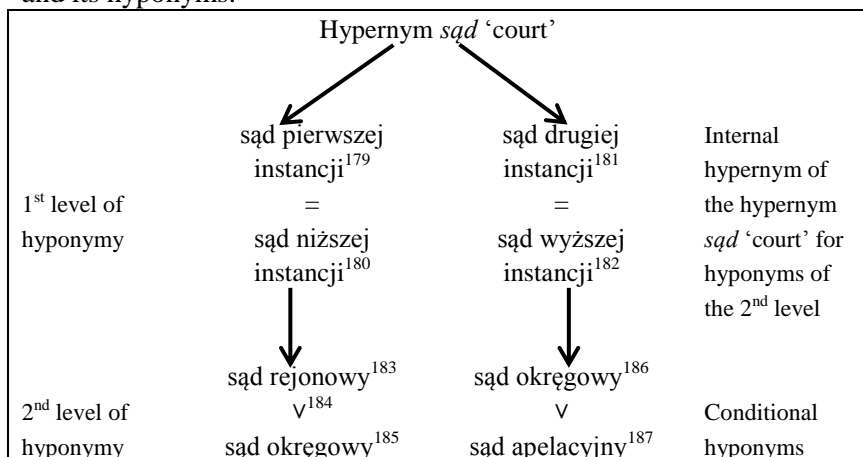 and its hyponyms.
Hypernym sąd ‘court’
sąd pierwszej sąd drugiej Internal
instancji179 instancji181 hypernym of
1st level of = = the hypernym
hyponymy sąd niższej sąd wyższej sąd ‘court’ for
instancji180 instancji182 hyponyms of
the 2nd level
sąd rejonowy183 sąd okręgowy186
2nd level of ∨184 ∨ Conditional
hyponymy sąd okręgowy185 sąd apelacyjny187 hyponyms